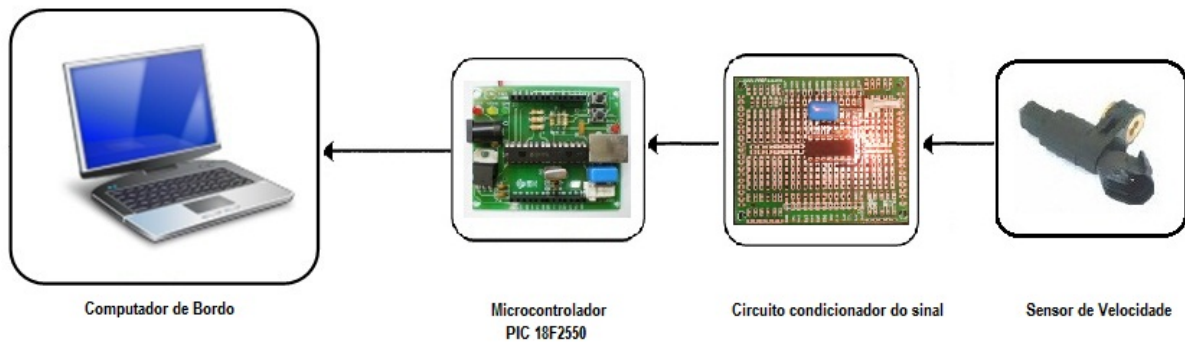 Computador de Bordo
Microcontrolador
PIC 18F2550
Circuito condicionador do sinal
Sensor de Velocidade